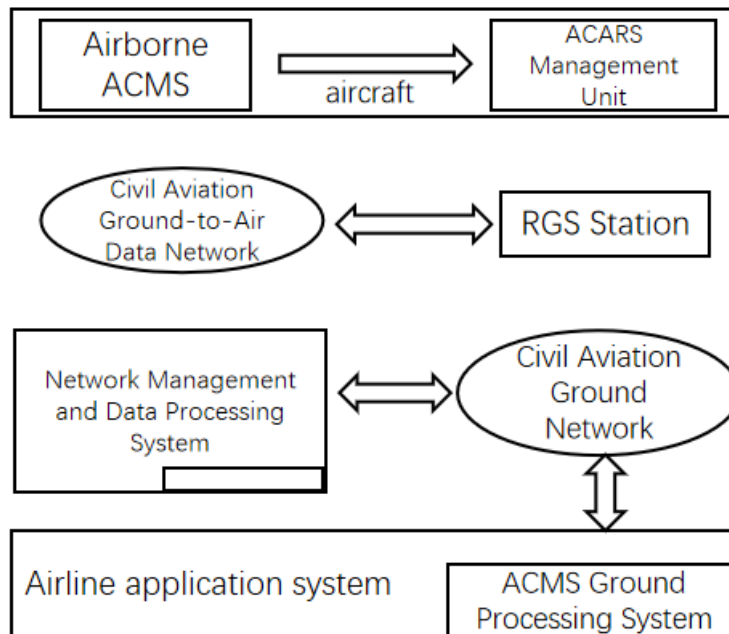 Airborne
ACMS
aircraft
ACARS
Management
Unit
Civil Aviation
Ground-to-Air
Data Network
RGS Station
Network Management
and Data Processing
System
Civil Aviation
Ground
Network
Airline application system
ACMS Ground
Processing System